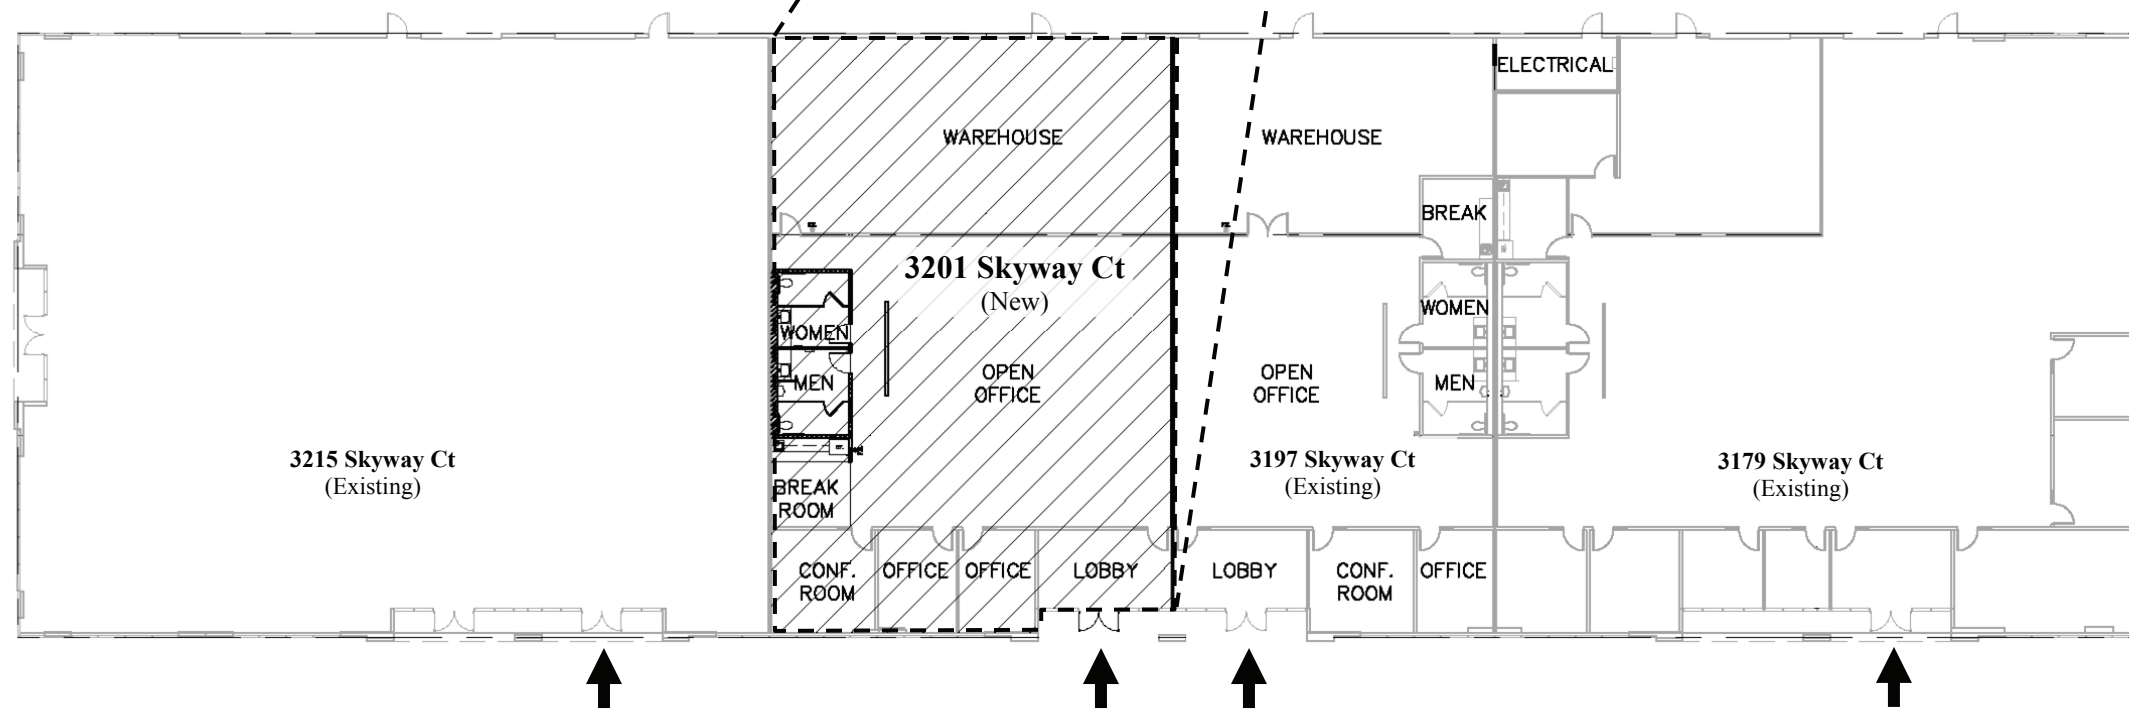 ELECTRICAL
WAREHOUSE
WAREHOUSE
BREAK
3201 Skyway Ct
(New)
WOMEN
WOMEN
MEN
OPEN
OFFICE
OPEN
OFFICE
MEN
3215 Skyway Ct
(Existing)
3197 Skyway Ct
(Existing)
3179 Skyway Ct
(Existing)
BREAK
ROOM
CONF.
ROOM
OFFICE
OFFICE
LOBBY
LOBBY
CONF.
ROOM
OFFICE